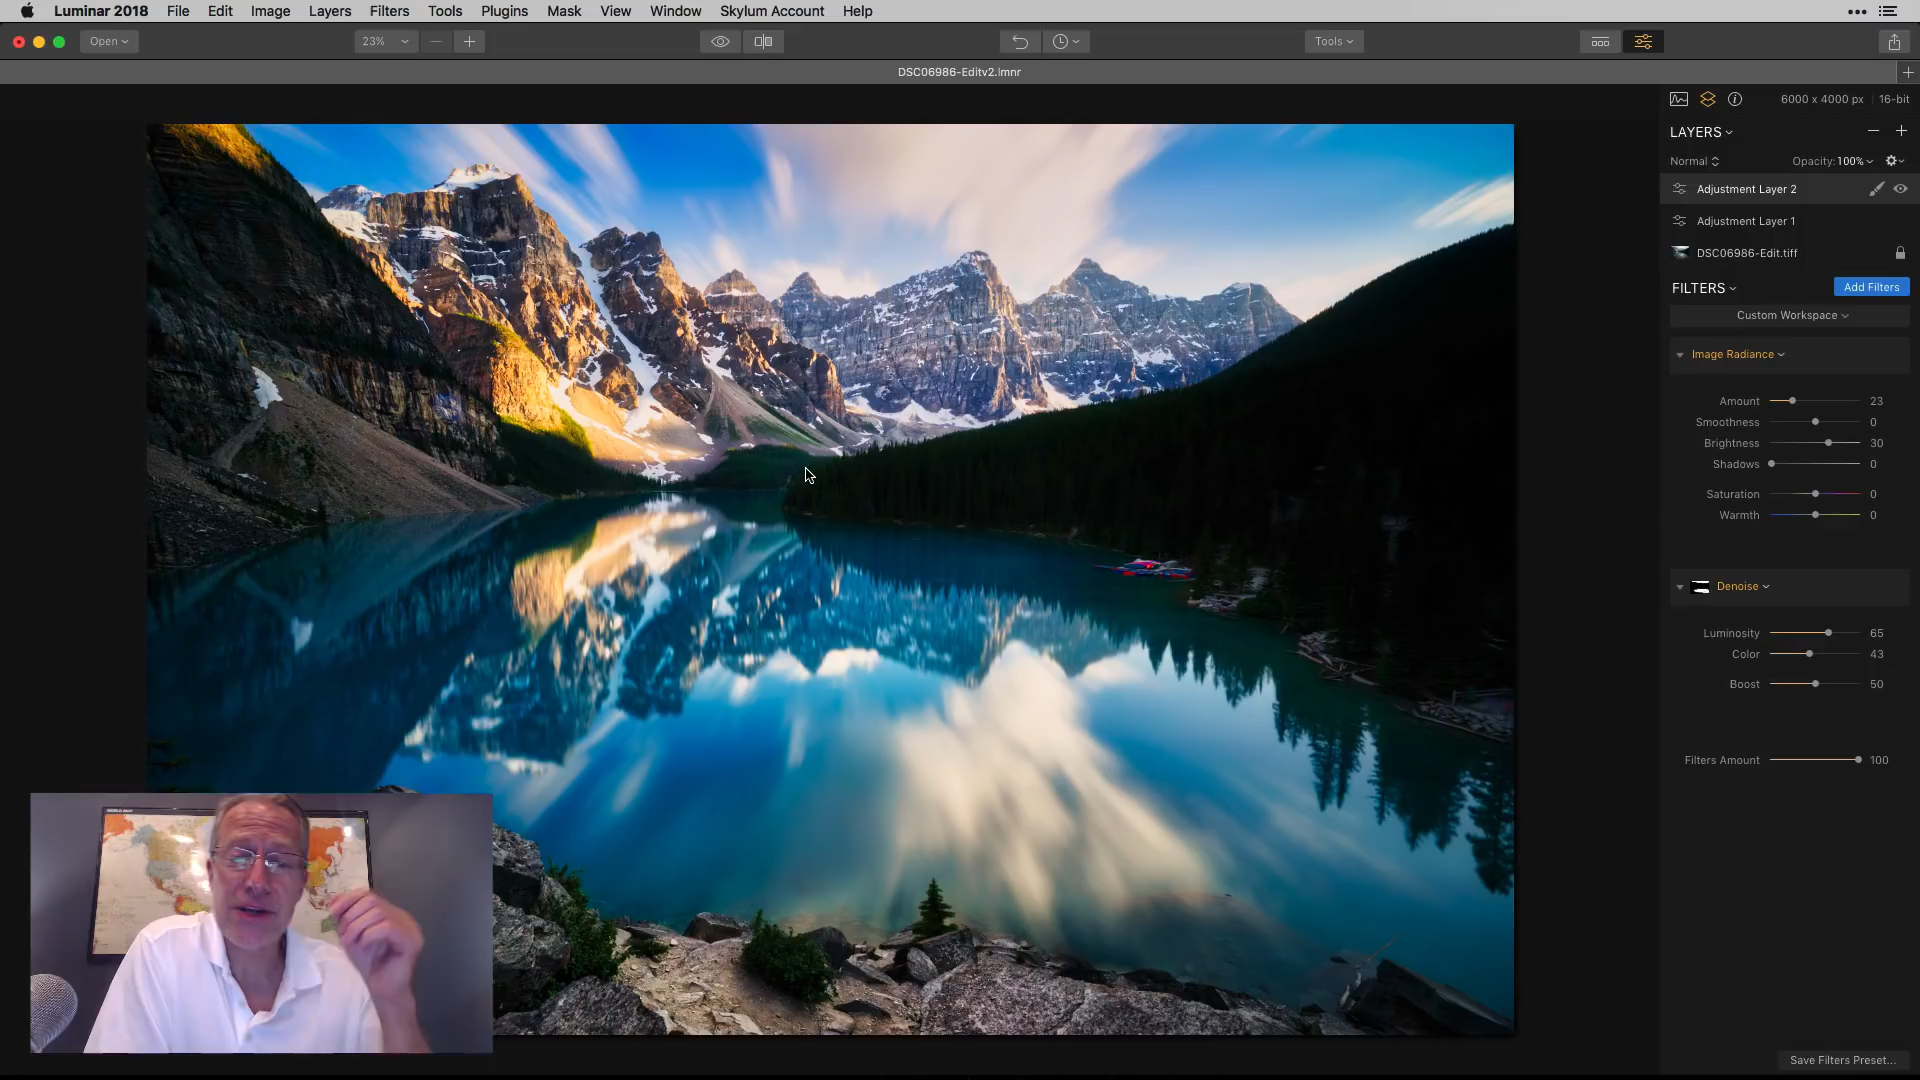 Luminar 2018 File Edit Image Layers Filters Tools Plugins Mask View Window Skylum Account Help
Open 23% Tools
DSC06986-Editv2.lmnr
6000 x 4000 px 16-bit
LAYERS
Normal Opacity: 100%
Adjustment Layer 2
Adjustment Layer 1
DSC06986-Edit.tiff
FILTERS Add Filters
Custom Workspace
Image Radiance
Amount 23
Smoothness 0
Brightness 30
Shadows 0
Saturation 0
Warmth 0
Denoise
Luminosity 65
Color 43
Boost 50
Filters Amount 100
Save Filters Preset...